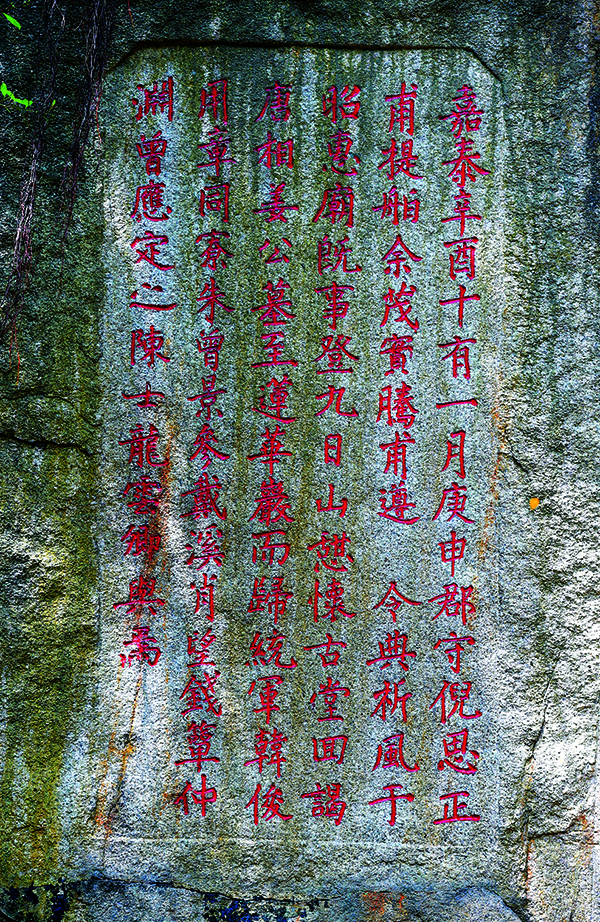 嘉泰辛酉十有一月庚申郡守倪思正
甫提舶余茂實騰甫遵 令典祈風于
昭惠廟既事登九日山憇懷古堂回謁
唐相姜公墓至蓮華巖而歸統軍韓俊
用章同寮朱曾景參戴溪肖望錢簟仲
淵曾應定之陳士龍雲卿與焉